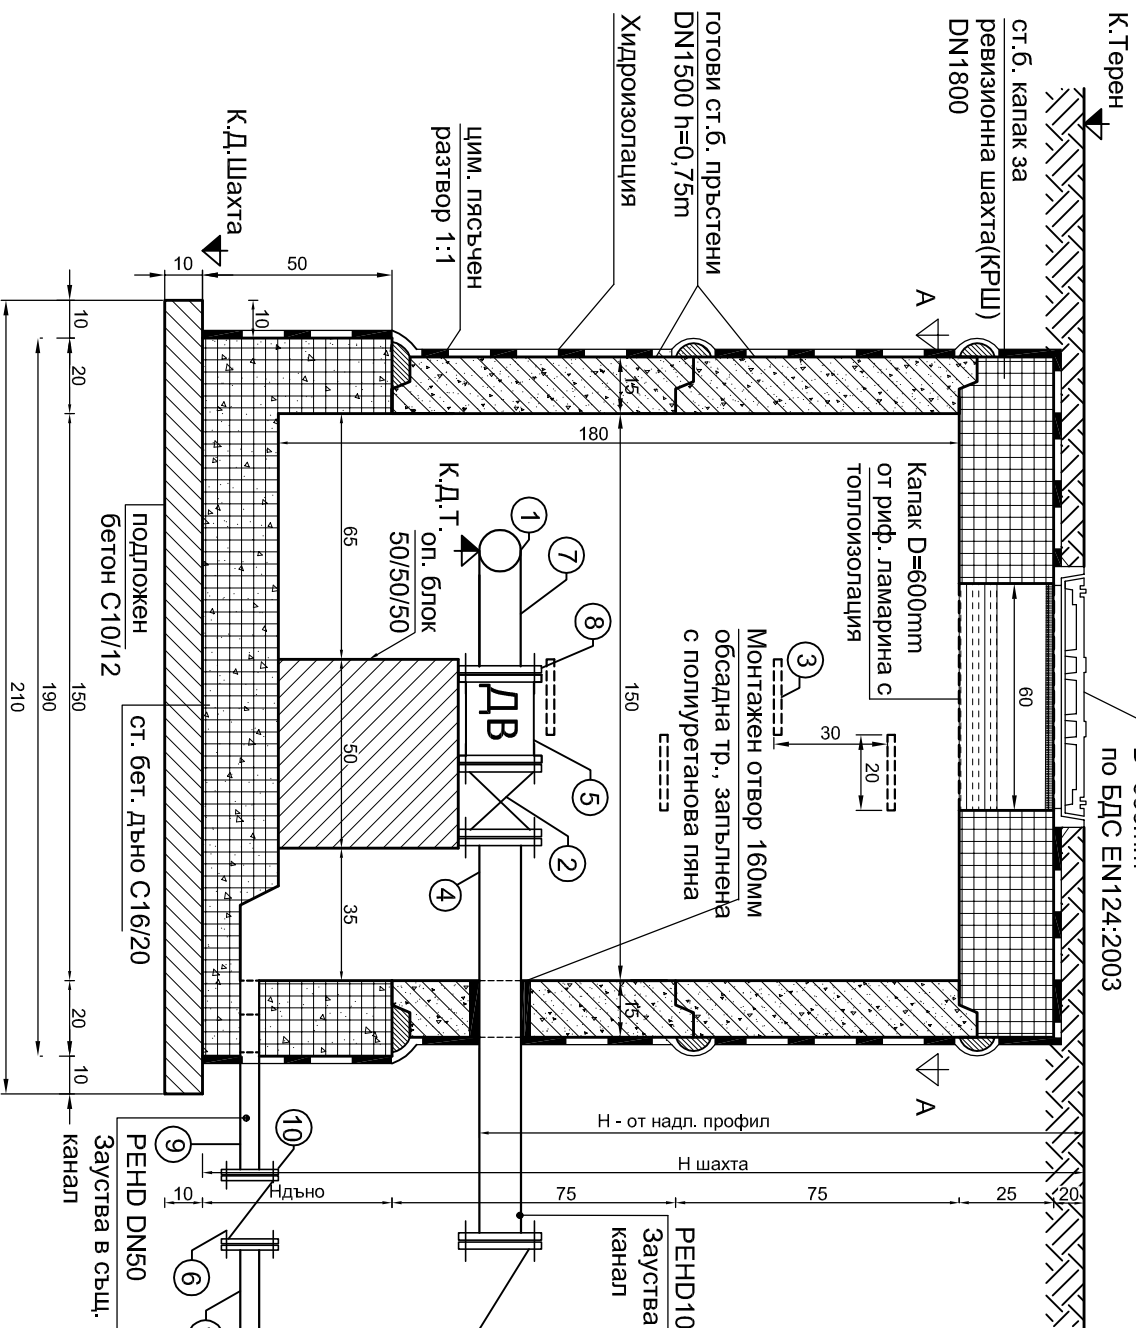 К.Терен
ст.б. капак за
ревизионна шахта(КРШ)
DN1800
готови ст.б. пръстени
DN1500 h=0,75m
Хидроизолация
цим. пясъчен
разтвор 1:1
К.Д.Шахта
по БДС EN124:2003
A
A
Капак D=600mm
от риф. ламарина с
топлоизолация
60
3
30
20
Монтажен отвор 160мм
обсадна тр., запълнена
с полиуретанова пяна
180
150
15
15
1
7
8
5
2
4
ДВ
К.Д.Т.
оп. блок
50/50/50
65
50
35
10
50
10
10
20
150
20
10
190
210
подложен
бетон С10/12
ст. бет. дъно С16/20
Н - от надл. профил
Н шахта
10
Ндъно
75
75
25
20
9
10
6
PEHD DN50
Зауства в същ.
канал
PEHD10
Зауства
канал